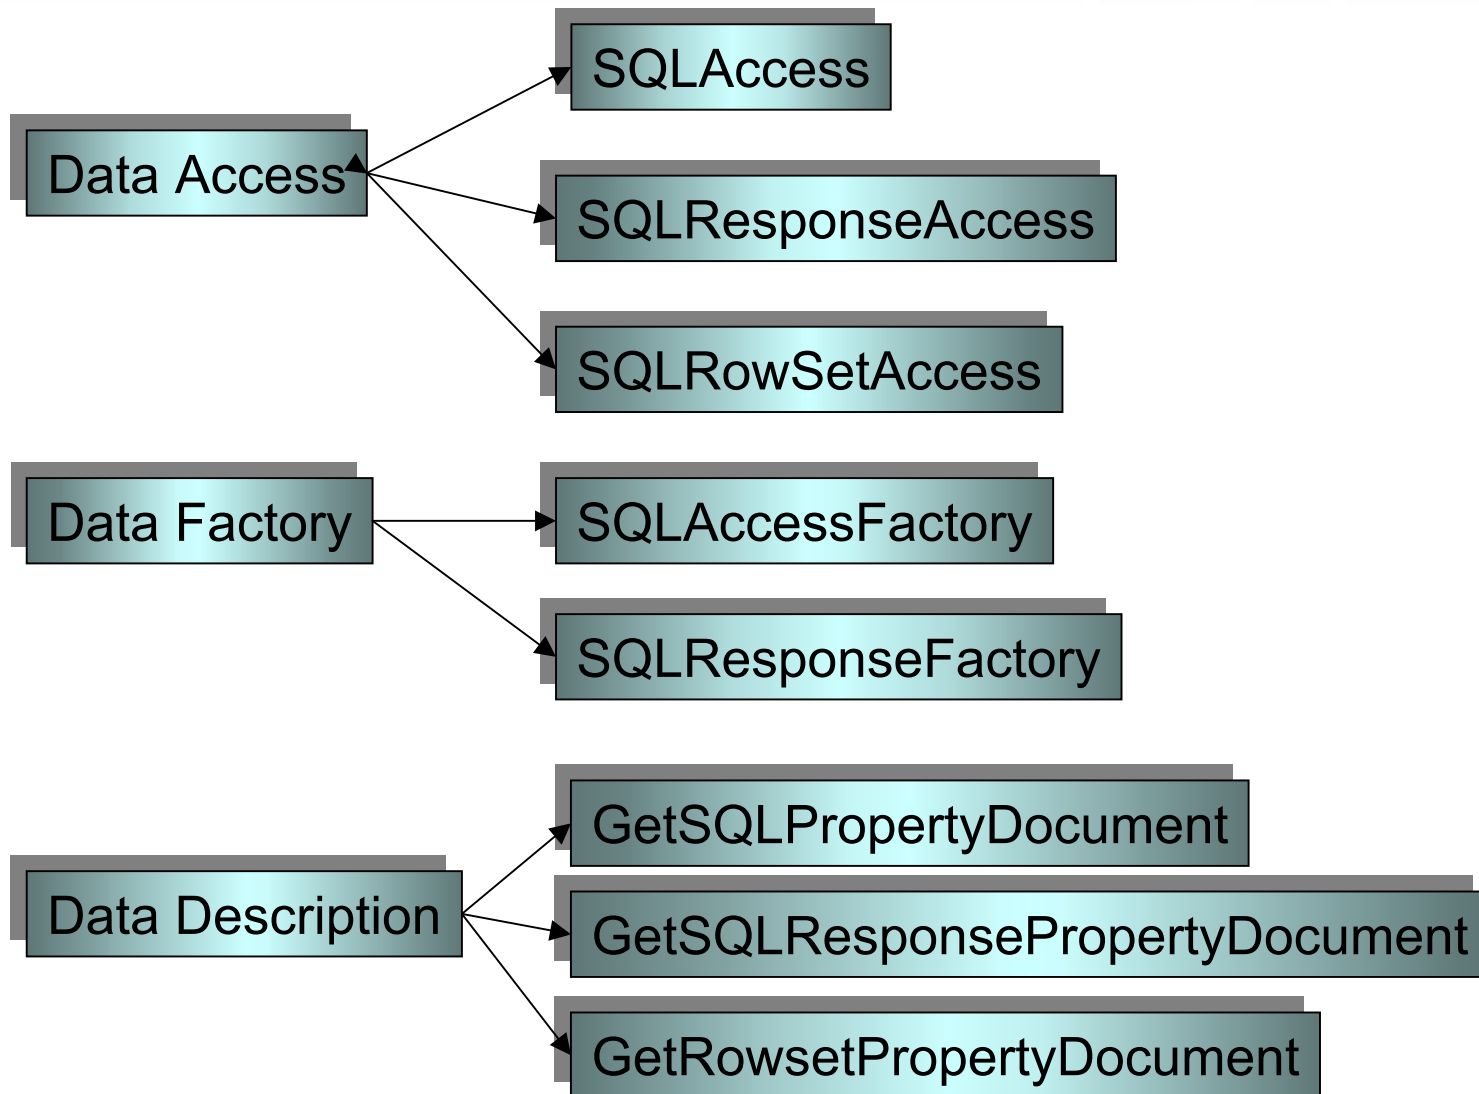 SQLAccess
Data Access
SQLResponseAccess
SQLRowSetAccess
Data Factory
SQLAccessFactory
SQLResponseFactory
GetSQLPropertyDocument
Data Description
GetSQLResponsePropertyDocument
GetRowsetPropertyDocument